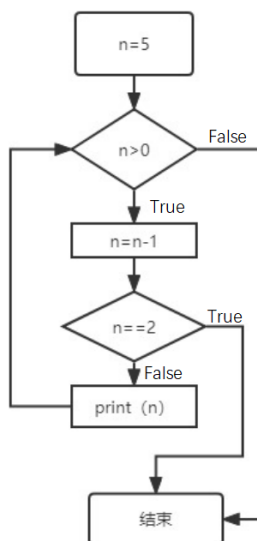 n=5
n>0
False
True
n=n-1
n==2
True
False
print（n）
结束